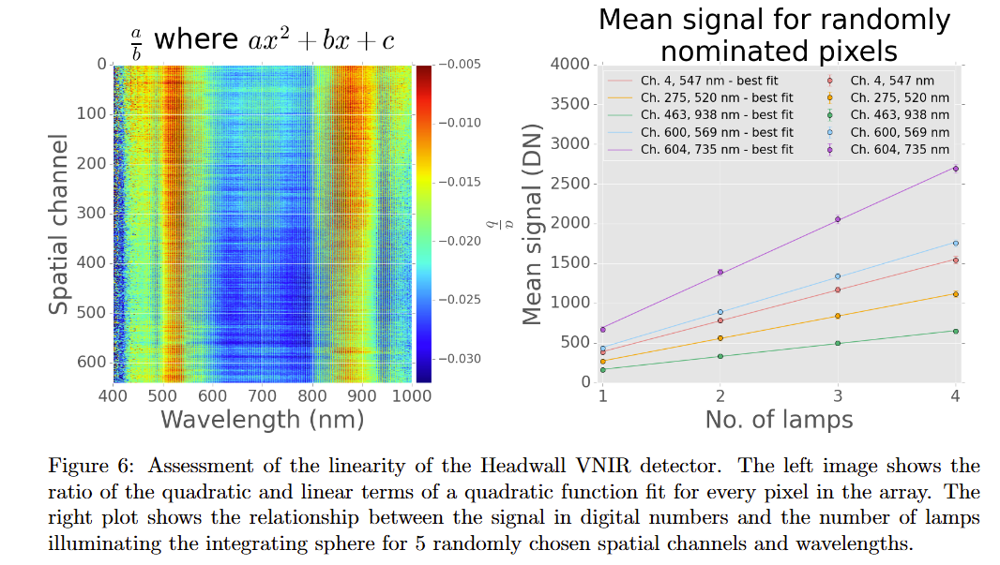 a/b where ax² + bx + c
0
100
200
300
400
500
600
Spatial channel
400 500 600 700 800 900 1000
Wavelength (nm)
−0.005
−0.010
−0.015
−0.020
−0.025
−0.030
a/b
Mean signal for randomly
nominated pixels
4000
3500
3000
2500
2000
1500
1000
500
0
Mean signal (DN)
Ch. 4, 547 nm - best fit Ch. 4, 547 nm
Ch. 275, 520 nm - best fit Ch. 275, 520 nm
Ch. 463, 938 nm - best fit Ch. 463, 938 nm
Ch. 600, 569 nm - best fit Ch. 600, 569 nm
Ch. 604, 735 nm - best fit Ch. 604, 735 nm
1 2 3 4
No. of lamps
Figure 6: Assessment of the linearity of the Headwall VNIR detector. The left image shows the
ratio of the quadratic and linear terms of a quadratic function fit for every pixel in the array. The
right plot shows the relationship between the signal in digital numbers and the number of lamps
illuminating the integrating sphere for 5 randomly chosen spatial channels and wavelengths.